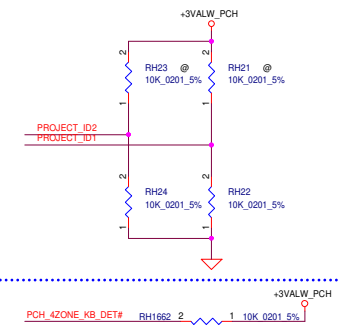 +3VALW_PCH
2
2
RH23 @
10K_0201_5%
RH21 @
10K_0201_5%
1
1
PROJECT_ID2
PROJECT_ID1
2
2
RH24
10K_0201_5%
RH22
10K_0201_5%
1
1
+3VALW_PCH
PCH_4ZONE_KB_DET# RH1662 2 1 10K_0201_5%